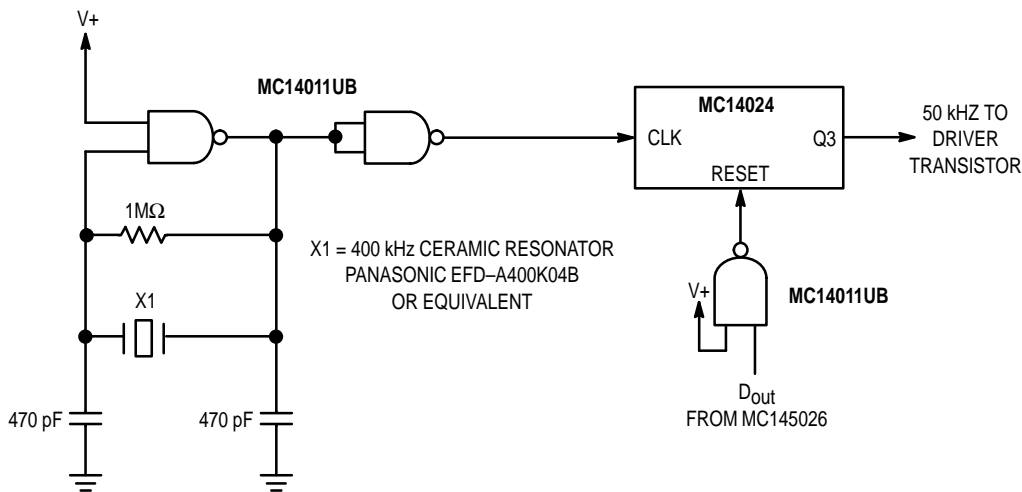 V+
MC14011UB
MC14024
CLK
Q3
RESET
50 kHZ TO
DRIVER
TRANSISTOR
1MΩ
X1 = 400 kHz CERAMIC RESONATOR
PANASONIC EFD–A400K04B
OR EQUIVALENT
X1
V+
MC14011UB
Dout
FROM MC145026
470 pF
470 pF